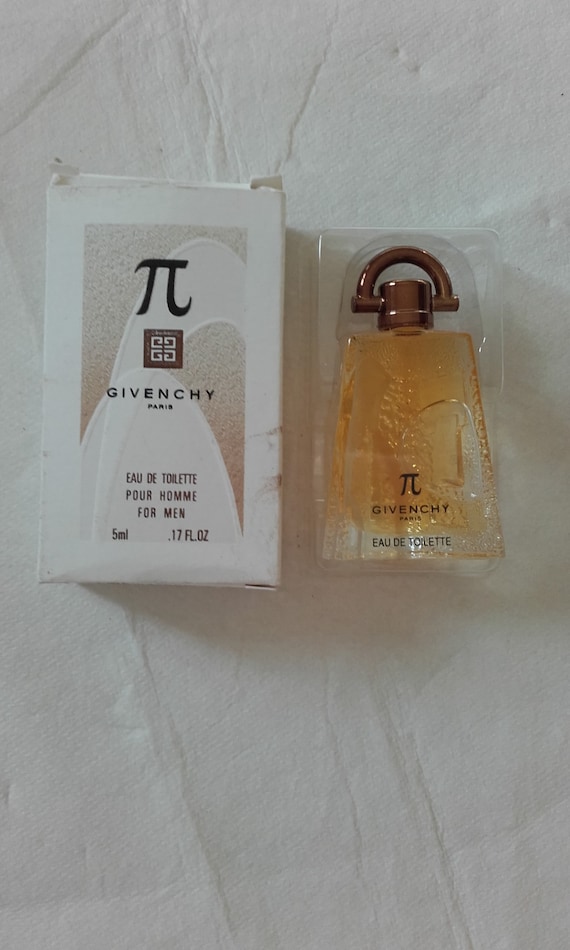 π
GIVENCHY
PARIS
EAU DE TOILETTE
POUR HOMME
FOR MEN
5ml .17 FL.OZ
π
GIVENCHY
PARIS
EAU DE TOILETTE